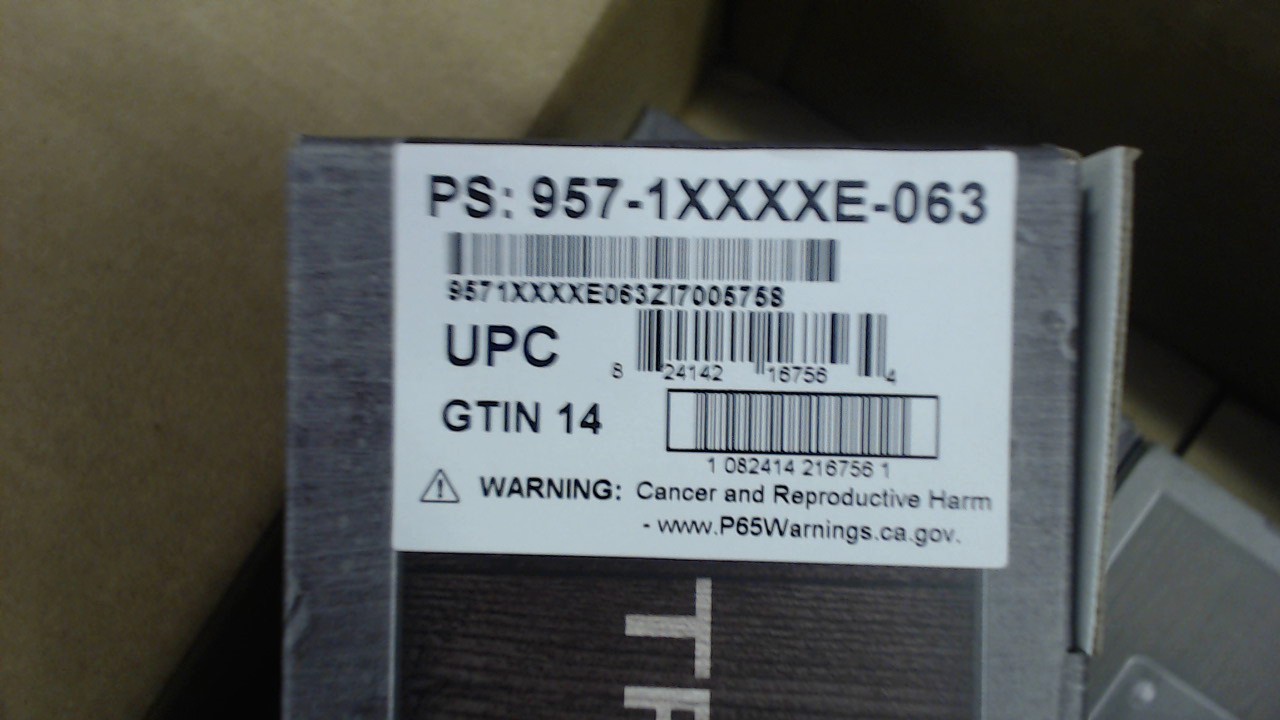 PS: 957-1XXXXE-063
9571XXXXE063ZI7005758
UPC
8 24142 16756 4
GTIN 14
1 082414 216756 1
WARNING: Cancer and Reproductive Harm
- www.P65Warnings.ca.gov.